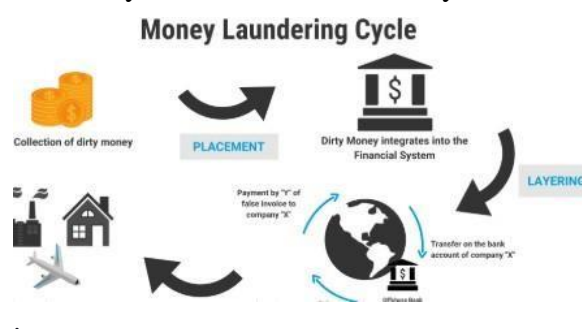 Money Laundering Cycle
Collection of dirty money
PLACEMENT
Dirty Money integrates into the
Financial System
LAYERING
Payment by "Y" of
false invoice to
company "X"
Transfer on the bank
account of company "X"
Offshore Bank